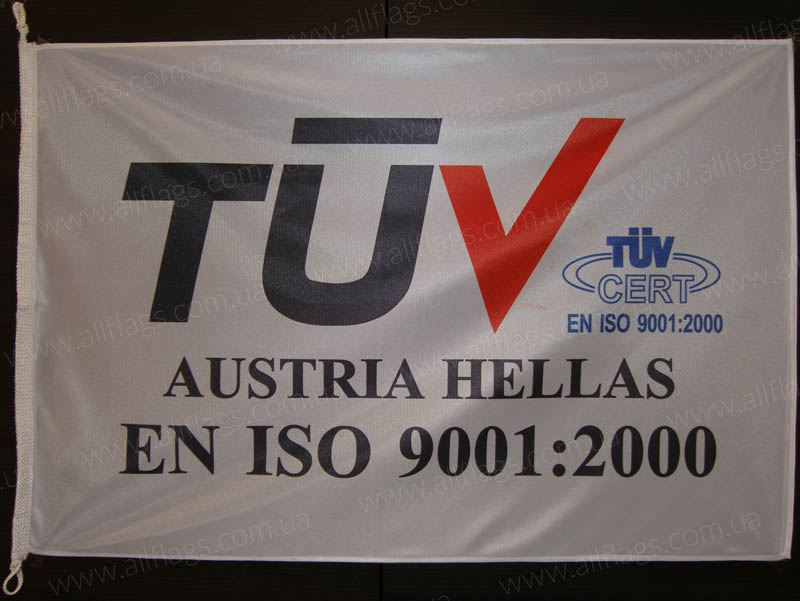 TÜV
TÜV
CERT
EN ISO 9001:2000
AUSTRIA HELLAS
EN ISO 9001:2000
www.allflags.com.ua